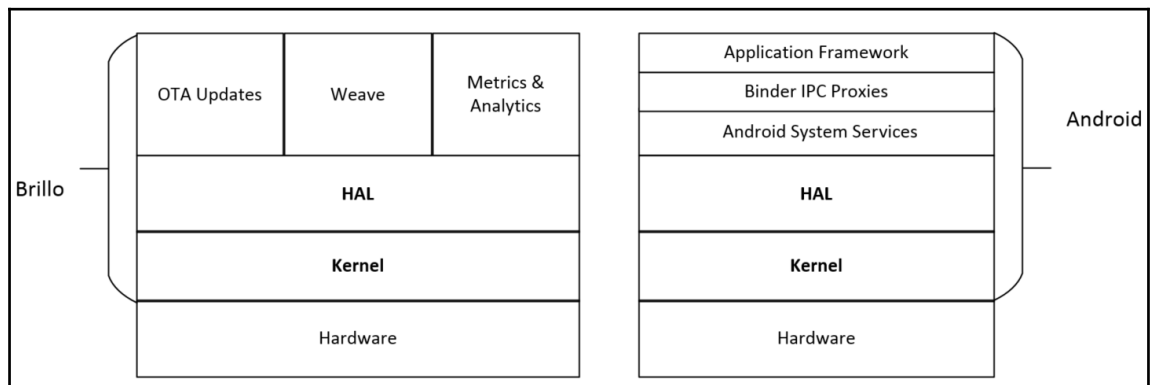 Brillo
OTA Updates
Weave
Metrics &
Analytics
HAL
Kernel
Hardware
Application Framework
Binder IPC Proxies
Android System Services
HAL
Kernel
Hardware
Android